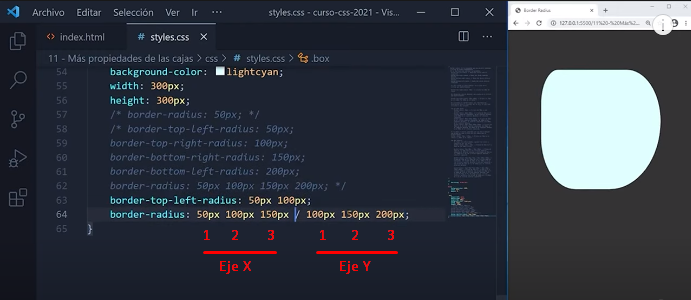 Archivo Editar Selección Ver Ir ... styles.css - curso-css-2021 - Vis...
index.html
styles.css
11 - Más propiedades de las cajas > css > styles.css > .box
54 background-color: lightcyan;
56 width: 300px;
56 height: 300px;
57 /* border-radius: 50px; */
58 /* border-top-left-radius: 50px;
59 border-top-right-radius: 100px;
60 border-bottom-right-radius: 150px;
61 border-bottom-left-radius: 200px;
62 border-radius: 50px 100px 150px 200px; */
63 border-top-left-radius: 50px 100px;
64 border-radius: 50px 100px 150px / 100px 150px 200px;
65 }
1 2 3 1 2 3
Eje X Eje Y
Border Radius
127.0.0.1:5500/11%20-%20Más%2...